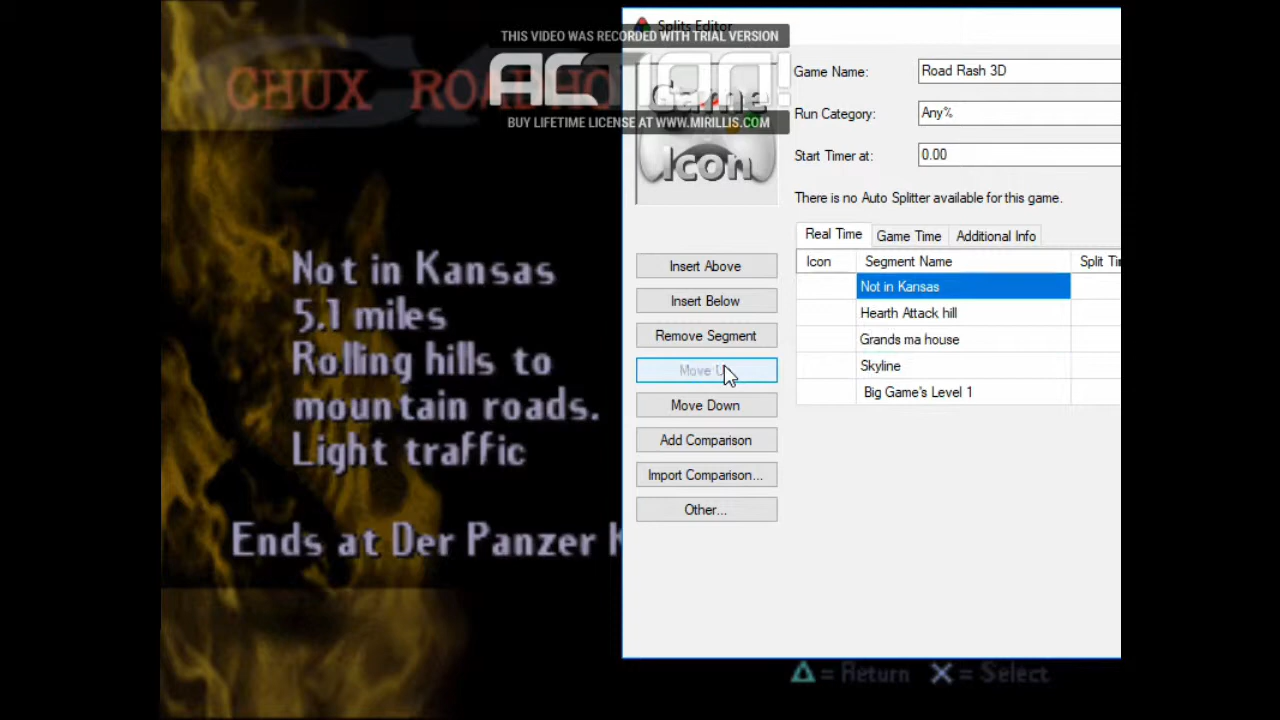 Splits Editor
THIS VIDEO WAS RECORDED WITH TRIAL VERSION
ACTION!
BUY LIFETIME LICENSE AT WWW.MIRILLIS.COM
CHUX
Game
Icon
Game Name: Road Rash 3D
Run Category: Any%
Start Timer at: 0.00
There is no Auto Splitter available for this game.
Real Time Game Time Additional Info
Icon Segment Name Split
Not in Kansas
Hearth Attack hill
Grands ma house
Skyline
Big Game's Level 1
Insert Above
Insert Below
Remove Segment
Move
Move Down
Add Comparison
Import Comparison...
Other...
Not in Kansas
5.1 miles
Rolling hills to
mountain roads.
Light traffic
Ends at Der Panzer
△ = Return X = Select